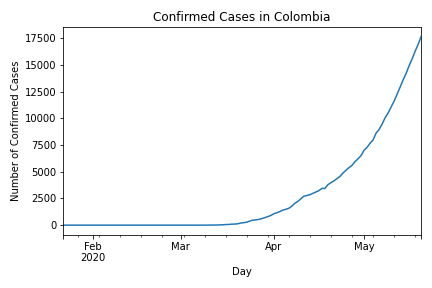 Confirmed Cases in Colombia
17500
15000
12500
10000
7500
5000
2500
0
Number of Confirmed Cases
Feb
2020
Mar
Apr
May
Day